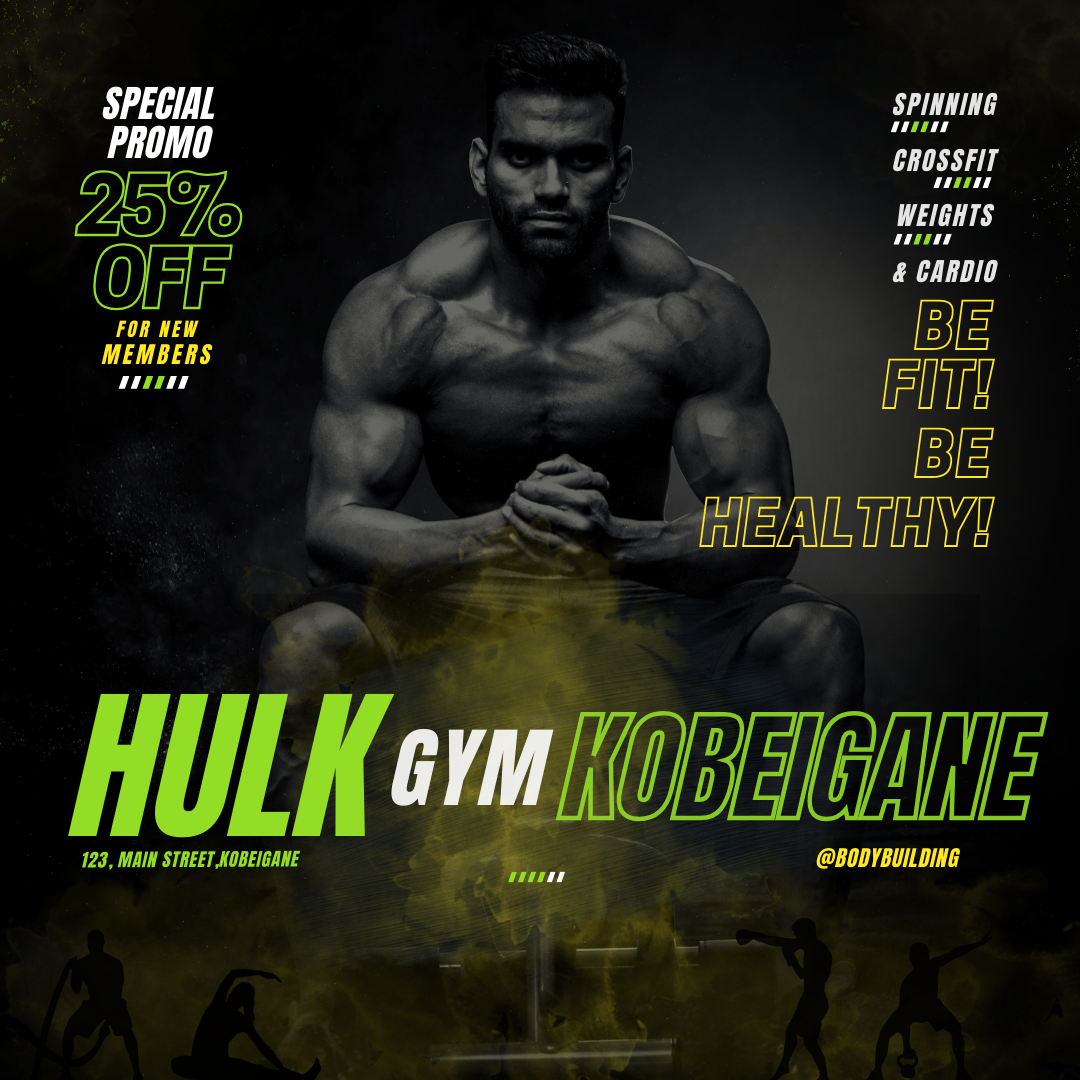 SPECIAL
PROMO
25%
OFF
FOR NEW
MEMBERS
SPINNING
CROSSFIT
WEIGHTS
& CARDIO
BE
FIT!
BE
HEALTHY!
HULK GYM KOBEIGANE
123, MAIN STREET,KOBEIGANE
@BODYBUILDING